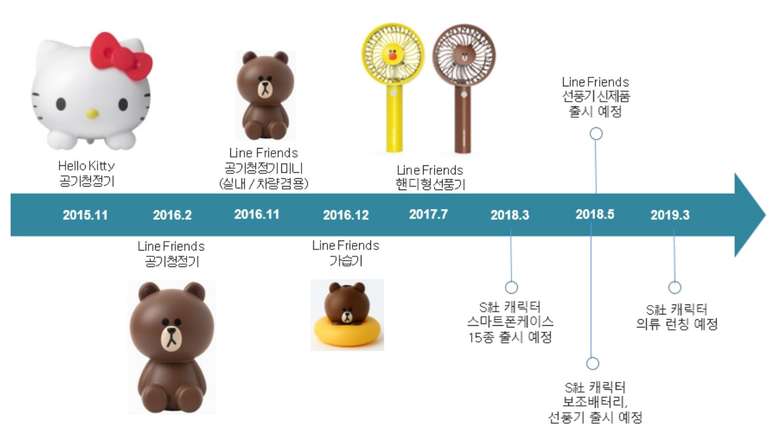 Hello Kitty
공기청정기
Line Friends
공기청정기 미니
(실내 / 차량 겸용)
Line Friends
핸디형선풍기
Line Friends
선풍기 신제품
출시 예정
2015.11
2016.2
2016.11
2016.12
2017.7
2018.3
2018.5
2019.3
Line Friends
공기청정기
Line Friends
가습기
S社 캐릭터
스마트폰케이스
15종 출시 예정
S社 캐릭터
보조배터리,
선풍기 출시 예정
S社 캐릭터
의류 런칭 예정